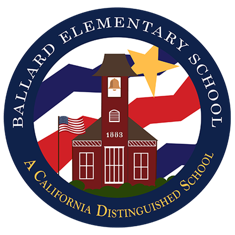 BALLARD ELEMENTARY SCHOOL
1883
A CALIFORNIA DISTINGUISHED SCHOOL